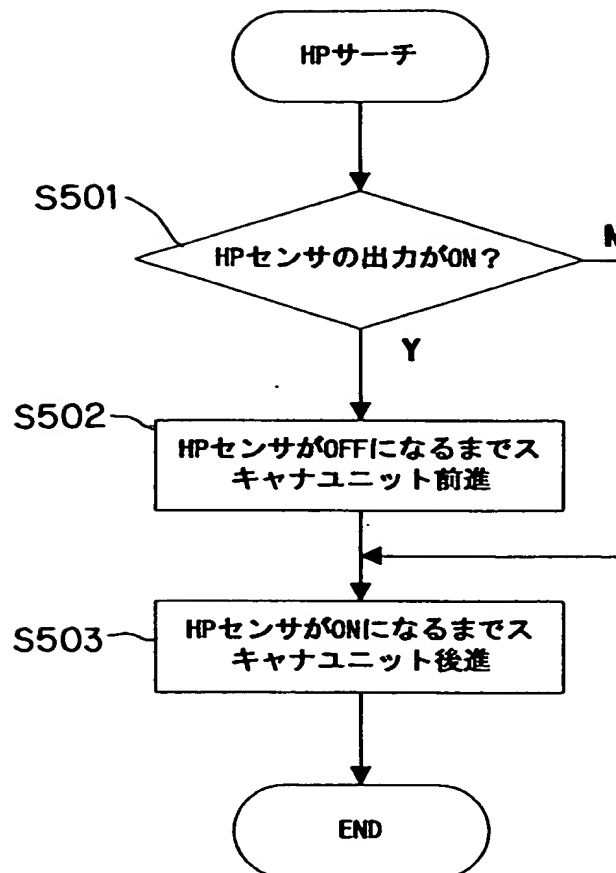 HPサーチ
S501
HPセンサの出力がON?
N
Y
S502
HPセンサがOFFになるまでス
キャナユニット前進
S503
HPセンサがONになるまでス
キャナユニット後進
END